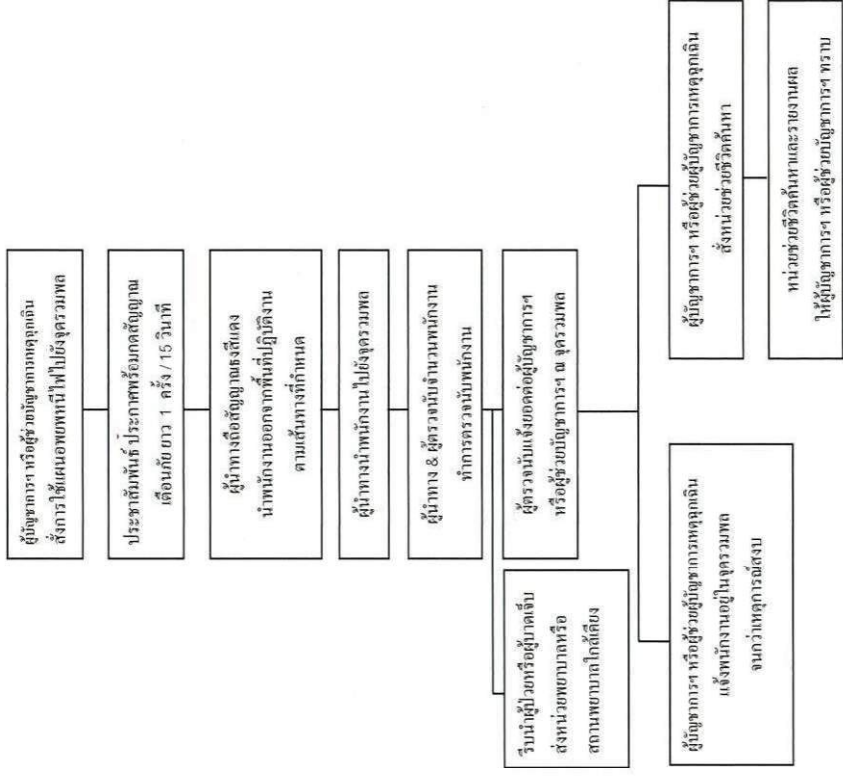 ผู้บัญชาการฯ หรือผู้ช่วยผู้บัญชาการเหตุฉุกเฉิน
สั่งการใช้แผนอพยพหนีไฟไปยังจุดรวมพล
ประชาสัมพันธ์ ประกาศพร้อมกดสัญญาณ
เตือนภัย ยาว 1 ครั้ง / 15 วินาที
ผู้นำทางถือสัญญาณธงสีแดง
นำพนักงานออกจากพื้นที่ปฏิบัติงาน
ตามเส้นทางที่กำหนด
ผู้นำทางนำพนักงานไปยังจุดรวมพล
ผู้นำทาง & ผู้ตรวจนับจำนวนพนักงาน
ทำการตรวจนับพนักงาน
รีบนำผู้ป่วยหรือผู้บาดเจ็บ
ส่งหน่วยพยาบาลหรือ
สถานพยาบาลใกล้เคียง
ผู้ตรวจนับแจ้งยอดต่อผู้บัญชาการฯ
หรือผู้ช่วยบัญชาการฯ ณ จุดรวมพล
ผู้บัญชาการฯ หรือผู้ช่วยผู้บัญชาการเหตุฉุกเฉิน
แจ้งพนักงานอยู่ในจุดรวมพล
จนกว่าเหตุการณ์สงบ
ผู้บัญชาการฯ หรือผู้ช่วยผู้บัญชาการเหตุฉุกเฉิน
สั่งหน่วยช่วยชีวิตค้นหา
หน่วยช่วยชีวิตค้นหาและรายงานผล
ให้ผู้บัญชาการฯ หรือผู้ช่วยบัญชาการฯ ทราบ